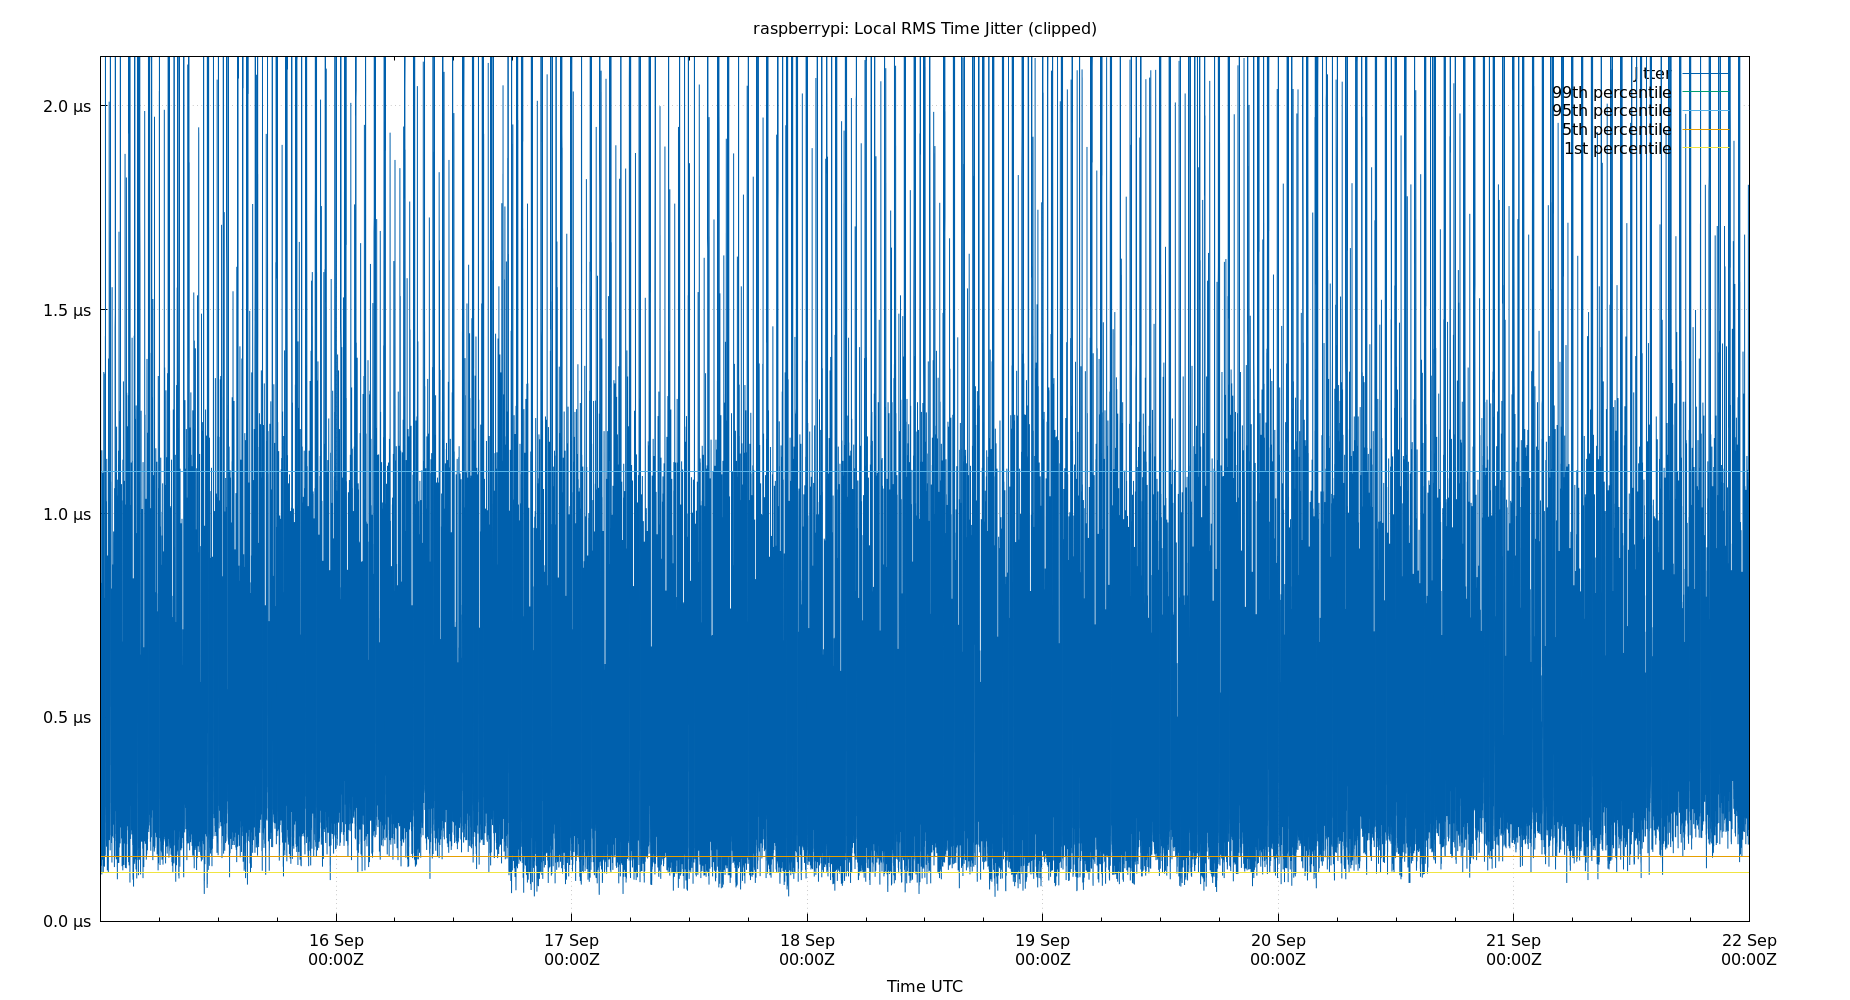 raspberrypi: Local RMS Time Jitter (clipped)
jitter
99th percentile
95th percentile
5th percentile
1st percentile
2.0 µs
1.5 µs
1.0 µs
0.5 µs
0.0 µs
16 Sep 17 Sep 18 Sep 19 Sep 20 Sep 21 Sep 22 Sep
00:00Z 00:00Z 00:00Z 00:00Z 00:00Z 00:00Z 00:00Z
Time UTC